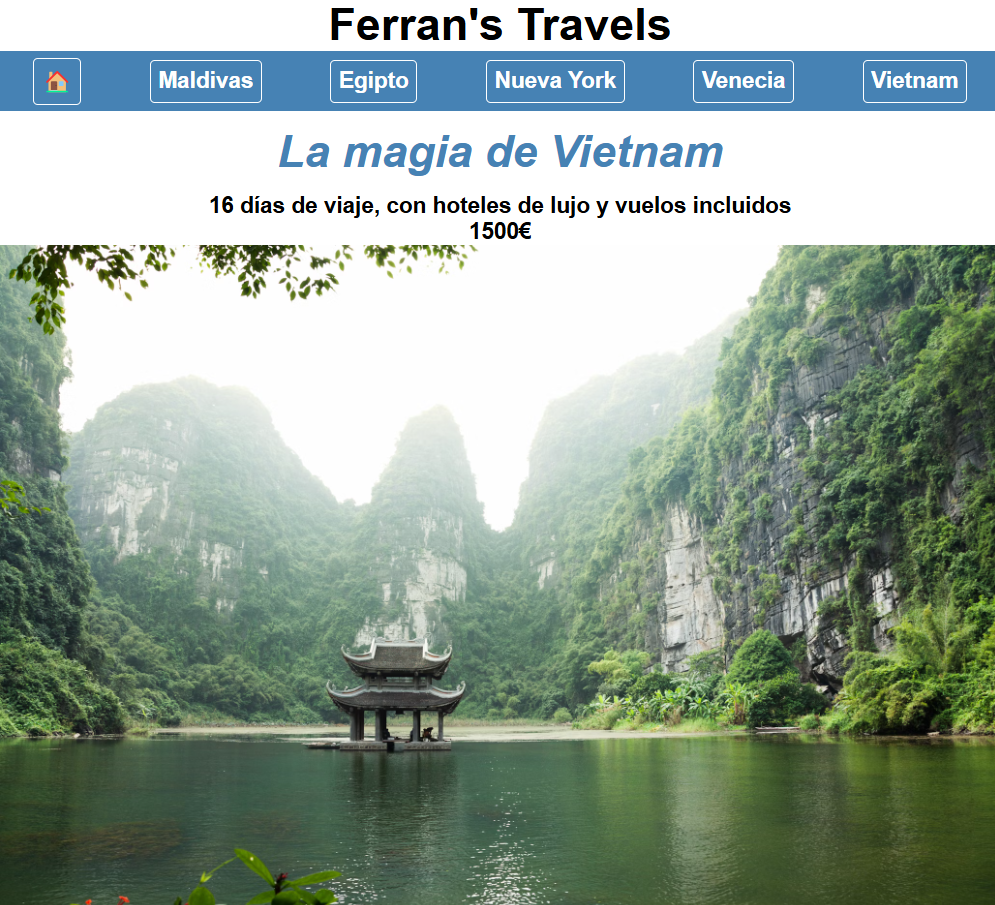 Ferran's Travels
Maldivas Egipto Nueva York Venecia Vietnam
La magia de Vietnam
16 días de viaje, con hoteles de lujo y vuelos incluidos
1500€